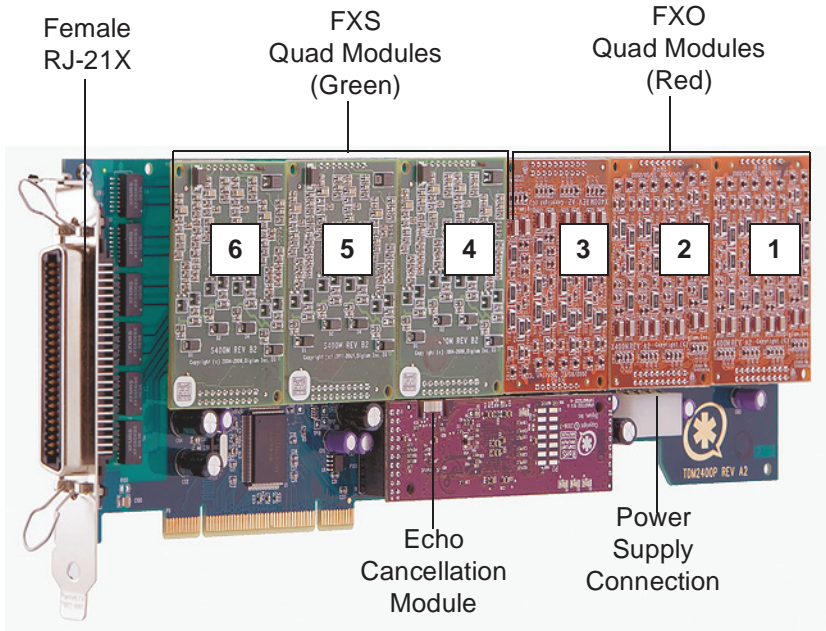 Female
RJ-21X
FXS
Quad Modules
(Green)
FXO
Quad Modules
(Red)
6
5
4
3
2
1
S400M REV B2
S400M REV B2
TDM2400P REV A2
Echo
Cancellation
Module
Power
Supply
Connection